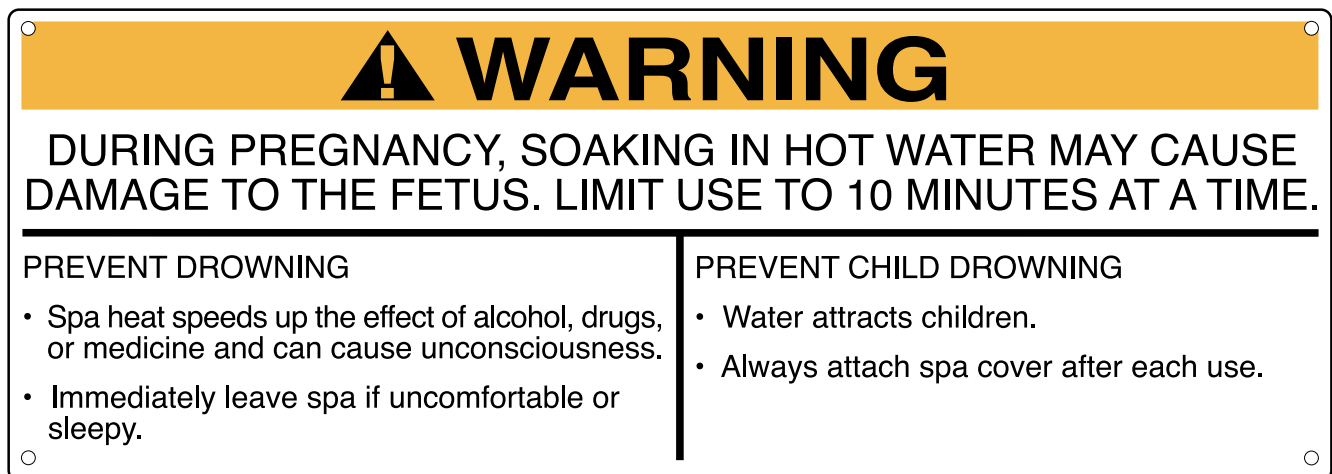 WARNING
DURING PREGNANCY, SOAKING IN HOT WATER MAY CAUSE
DAMAGE TO THE FETUS. LIMIT USE TO 10 MINUTES AT A TIME.
PREVENT DROWNING
• Spa heat speeds up the effect of alcohol, drugs,
or medicine and can cause unconsciousness.
• Immediately leave spa if uncomfortable or
sleepy.
PREVENT CHILD DROWNING
• Water attracts children.
• Always attach spa cover after each use.